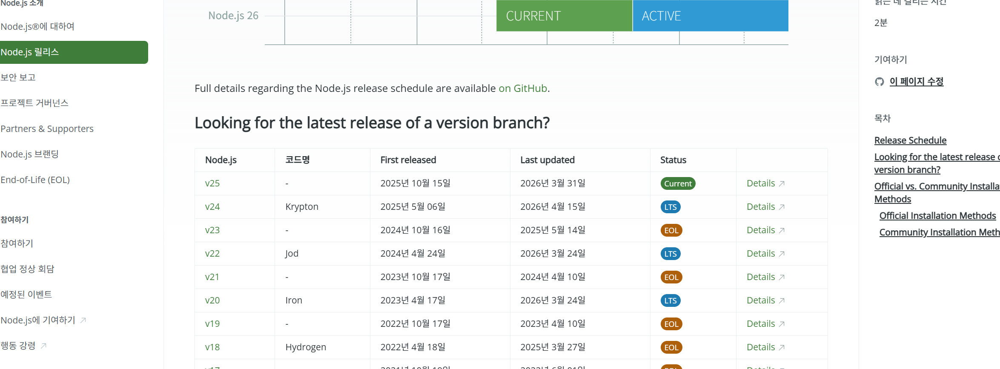 Node.js 소개
Node.js®에 대하여
Node.js 릴리스
보안 보고
프로젝트 거버넌스
Partners & Supporters
Node.js 브랜딩
End-of-Life (EOL)
참여하기
참여하기
협업 정상 회담
예정된 이벤트
Node.js에 기여하기
행동 강령
Node.js 26
CURRENT
ACTIVE
Full details regarding the Node.js release schedule are available on GitHub.
Looking for the latest release of a version branch?
Node.js 코드명 First released Last updated Status
v25 - 2025년 10월 15일 2026년 3월 31일 Current Details
v24 Krypton 2025년 5월 06일 2026년 4월 15일 LTS Details
v23 - 2024년 10월 16일 2025년 5월 14일 EOL Details
v22 Jod 2024년 4월 24일 2026년 3월 24일 LTS Details
v21 - 2023년 10월 17일 2024년 4월 10일 EOL Details
v20 Iron 2023년 4월 17일 2026년 3월 24일 LTS Details
v19 - 2022년 10월 17일 2023년 4월 10일 EOL Details
v18 Hydrogen 2022년 4월 18일 2025년 3월 27일 EOL Details
읽는 데 걸리는 시간
2분
기여하기
이 페이지 수정
목차
Release Schedule
Looking for the latest release
version branch?
Official vs. Community
Methods
Official Installation Methods
Community Installation